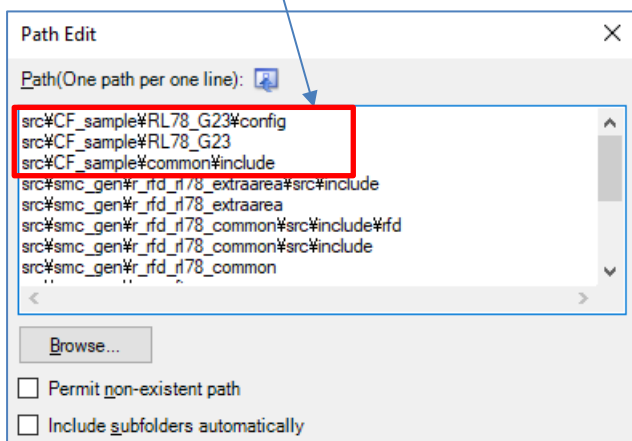 Path Edit
Path(One path per one line):
src¥CF_sample¥RL78_G23¥config
src¥CF_sample¥RL78_G23
src¥CF_sample¥common¥include
src¥smc_gen¥r_rfd_rl78_extraarea¥src¥include
src¥smc_gen¥r_rfd_rl78_extraarea
src¥smc_gen¥r_rfd_rl78_common¥src¥include¥rfd
src¥smc_gen¥r_rfd_rl78_common¥src¥include
src¥smc_gen¥r_rfd_rl78_common
Browse...
Permit non-existent path
Include subfolders automatically